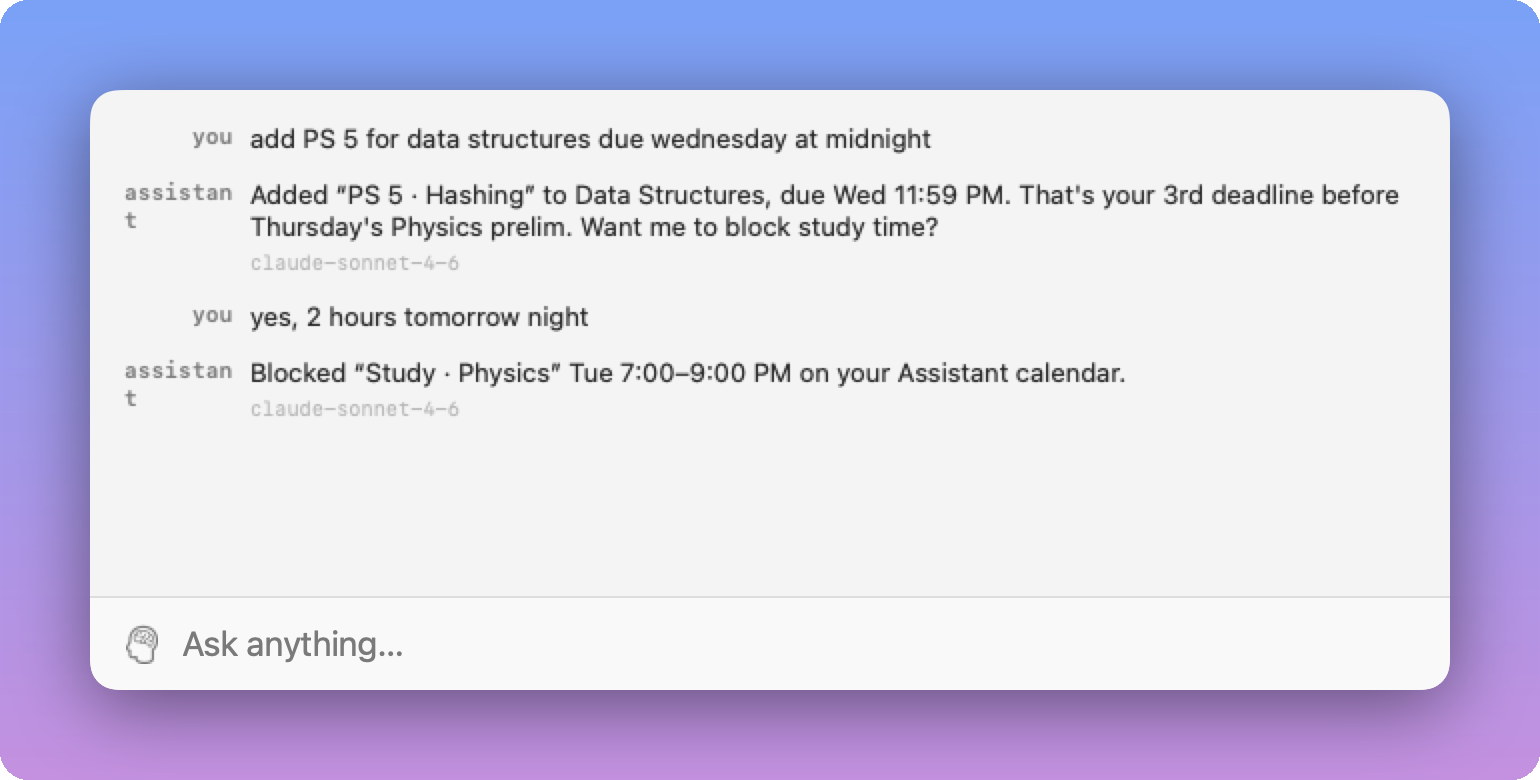 you add PS 5 for data structures due wednesday at midnight
assistan Added “PS 5 · Hashing” to Data Structures, due Wed 11:59 PM. That's your 3rd deadline before
t Thursday's Physics prelim. Want me to block study time?
claude-sonnet-4-6
you yes, 2 hours tomorrow night
assistan Blocked “Study · Physics” Tue 7:00–9:00 PM on your Assistant calendar.
t
claude-sonnet-4-6
Ask anything...